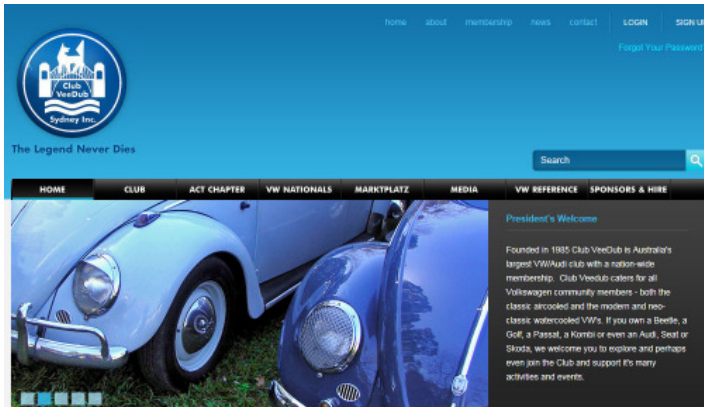 home about membership news contact LOGIN SIGN U
Forgot Your Password
Club
VeeDub
Sydney Inc.
The Legend Never Dies
Search
HOME CLUB ACT CHAPTER VW NATIONALS MARKTPLATZ MEDIA VW REFERENCE SPONSORS & HIRE
President's Welcome
Founded in 1985 Club VeeDub is Australia's
largest VW/Audi club with a nation-wide
membership. Club Veedub caters for all
Volkswagen community members - both the
classic aircooled and the modern and neo-
classic watercooled VW's. If you own a Beetle, a
Golf, a Passat, a Kombi or even an Audi, Seat or
Skoda, we welcome you to explore and perhaps
even join the Club and support it's many
activities and events.